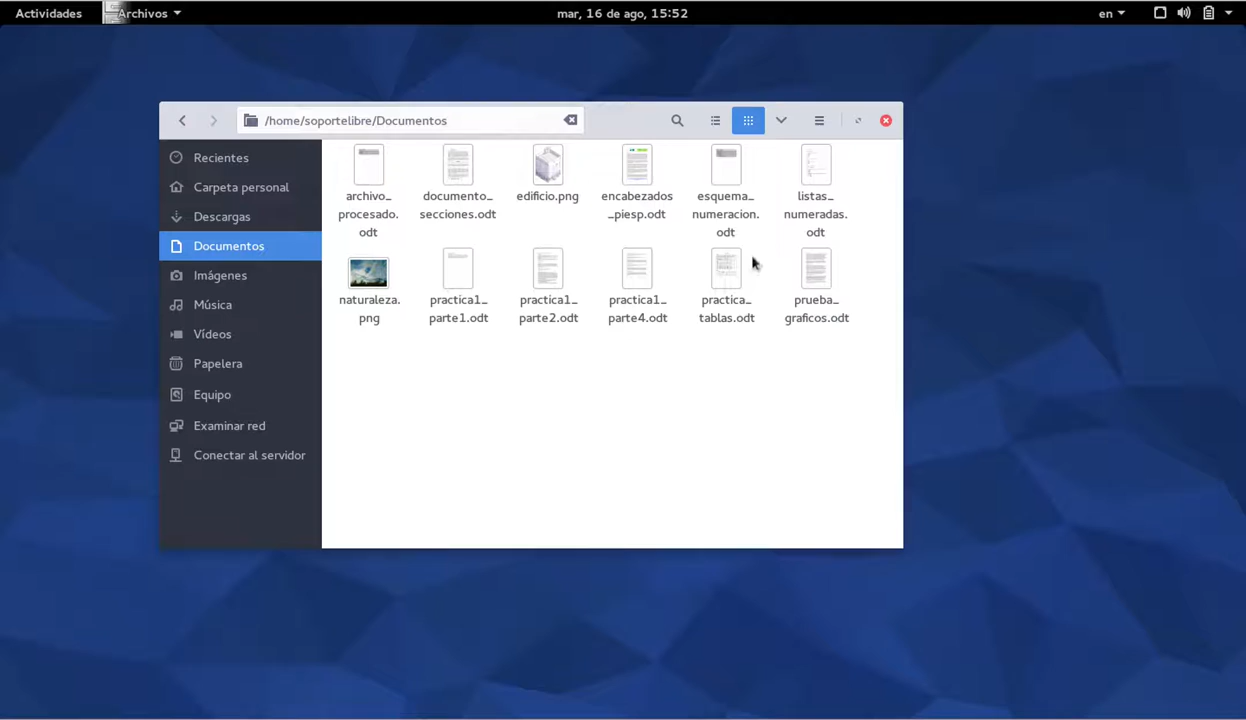 Actividades Archivos mar, 16 de ago, 15:52 en
/home/soportelibre/Documentos
Recientes
Carpeta personal
Descargas
Documentos
Imágenes
Música
Vídeos
Papelera
Equipo
Examinar red
Conectar al servidor
archivo_
procesado.
odt
documento_
secciones.odt
edificio.png
encabezados
_piesp.odt
esquema_
numeracion.
odt
listas_
numeradas.
odt
naturaleza.
png
practica1_
parte1.odt
practica1_
parte2.odt
practica1_
parte4.odt
practica_
tablas.odt
prueba_
graficos.odt